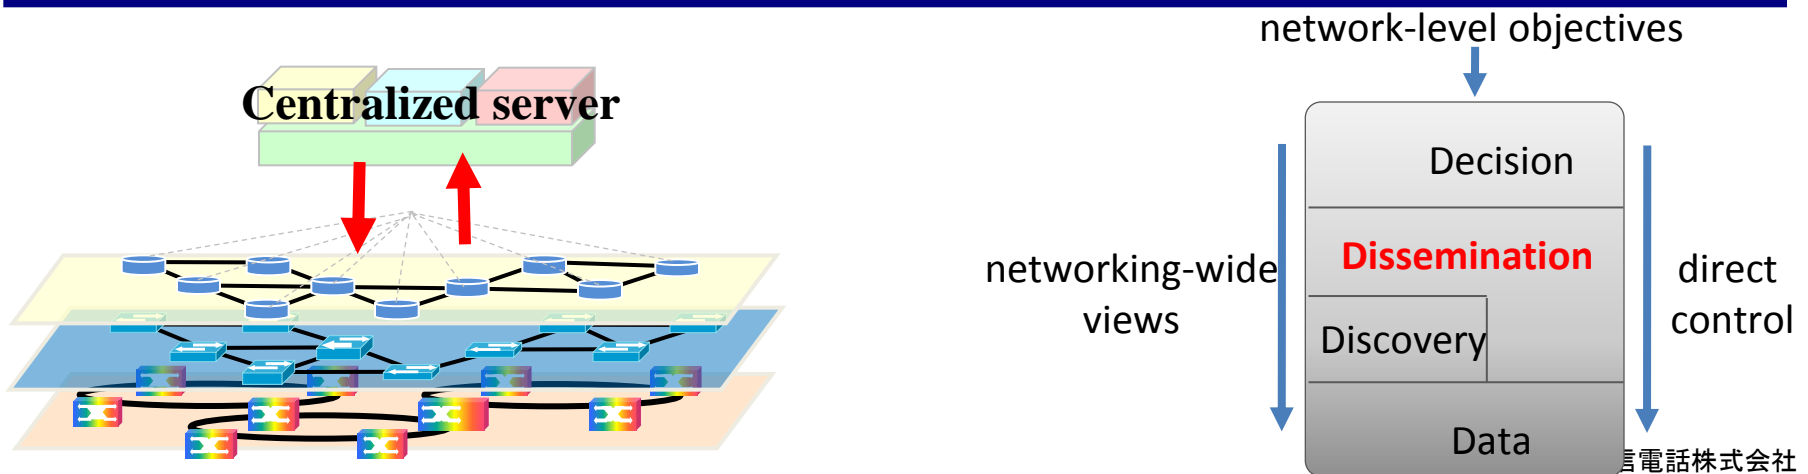 network-level objectives
Centralized server
Decision
Dissemination
networking-wide
views
direct
control
Discovery
Data
電話株式会社